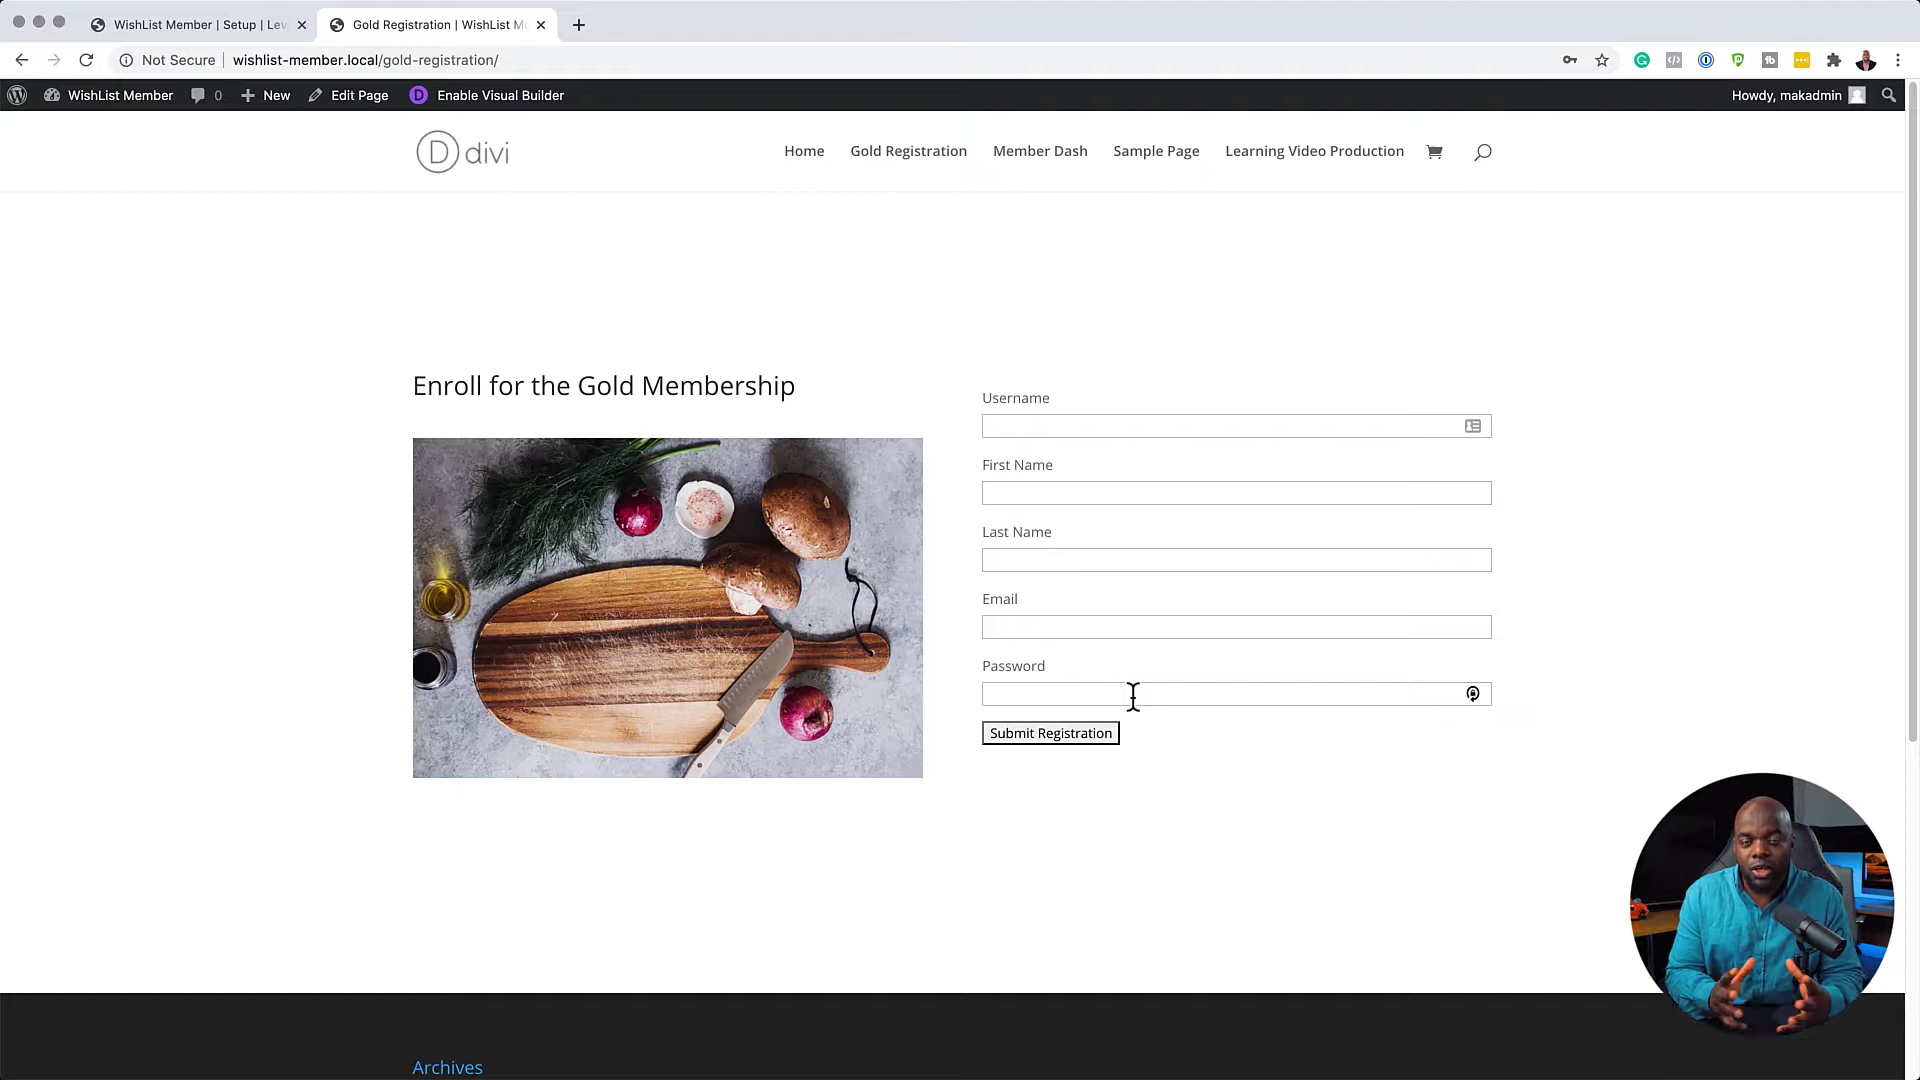 WishList Member | Setup | Lev
Gold Registration | WishList Me
Not Secure
wishlist-member.local/gold-registration/
WishList Member
0
New
Edit Page
Enable Visual Builder
Howdy, makadmin
D divi
Home
Gold Registration
Member Dash
Sample Page
Learning Video Production
Enroll for the Gold Membership
Username
First Name
Last Name
Email
Password
Submit Registration
Archives